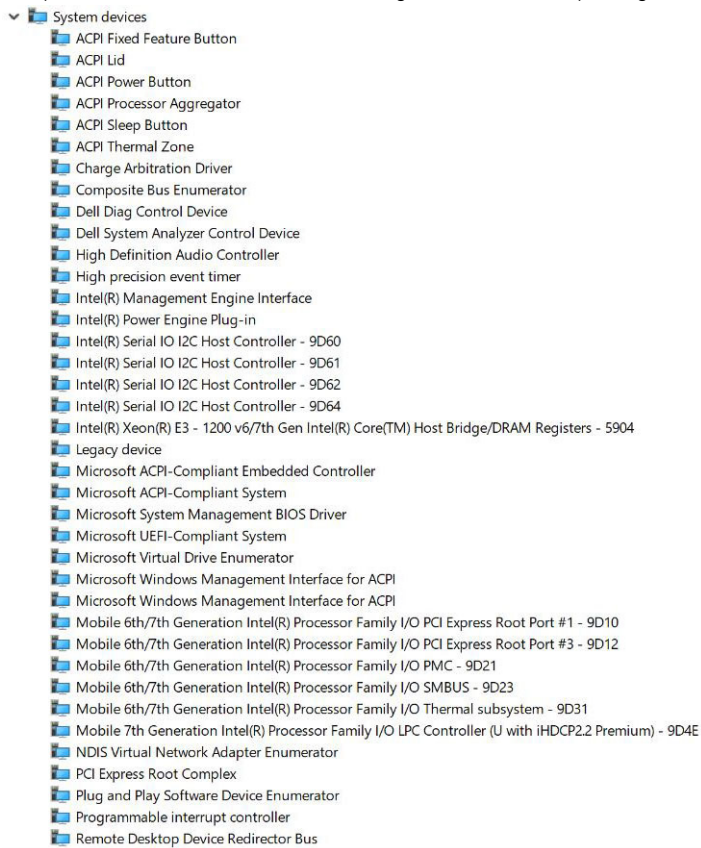 System devices
ACPI Fixed Feature Button
ACPI Lid
ACPI Power Button
ACPI Processor Aggregator
ACPI Sleep Button
ACPI Thermal Zone
Charge Arbitration Driver
Composite Bus Enumerator
Dell Diag Control Device
Dell System Analyzer Control Device
High Definition Audio Controller
High precision event timer
Intel(R) Management Engine Interface
Intel(R) Power Engine Plug-in
Intel(R) Serial IO I2C Host Controller - 9D60
Intel(R) Serial IO I2C Host Controller - 9D61
Intel(R) Serial IO I2C Host Controller - 9D62
Intel(R) Serial IO I2C Host Controller - 9D64
Intel(R) Xeon(R) E3 - 1200 v6/7th Gen Intel(R) Core(TM) Host Bridge/DRAM Registers - 5904
Legacy device
Microsoft ACPI-Compliant Embedded Controller
Microsoft ACPI-Compliant System
Microsoft System Management BIOS Driver
Microsoft UEFI-Compliant System
Microsoft Virtual Drive Enumerator
Microsoft Windows Management Interface for ACPI
Microsoft Windows Management Interface for ACPI
Mobile 6th/7th Generation Intel(R) Processor Family I/O PCI Express Root Port #1 - 9D10
Mobile 6th/7th Generation Intel(R) Processor Family I/O PCI Express Root Port #3 - 9D12
Mobile 6th/7th Generation Intel(R) Processor Family I/O PMC - 9D21
Mobile 6th/7th Generation Intel(R) Processor Family I/O SMBUS - 9D23
Mobile 6th/7th Generation Intel(R) Processor Family I/O Thermal subsystem - 9D31
Mobile 7th Generation Intel(R) Processor Family I/O LPC Controller (U with iHDCP2.2 Premium) - 9D4E
NDIS Virtual Network Adapter Enumerator
PCI Express Root Complex
Plug and Play Software Device Enumerator
Programmable interrupt controller
Remote Desktop Device Redirector Bus